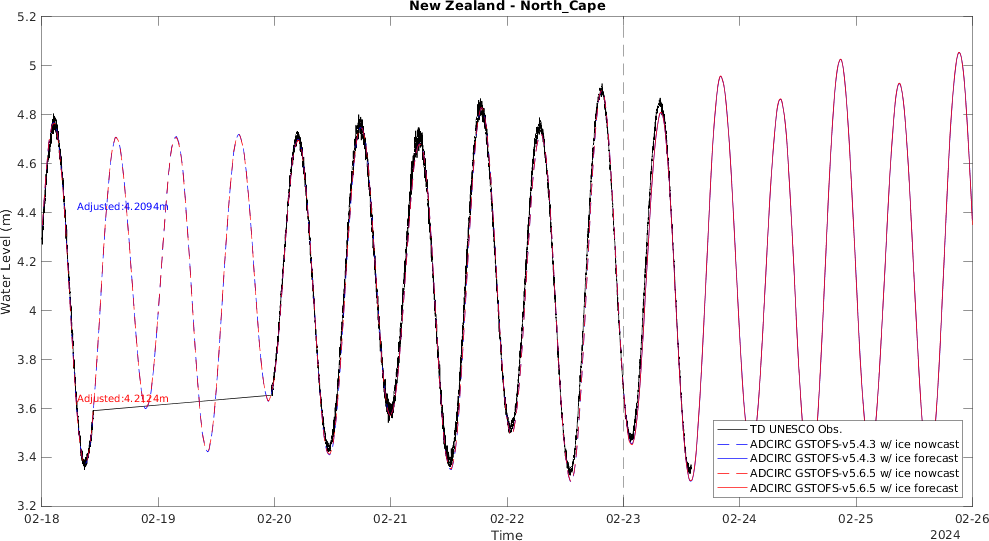 New Zealand - North_Cape
Water Level (m)
5.2
5
4.8
4.6
4.4
4.2
4
3.8
3.6
3.4
3.2
Adjusted:4.2094m
Adjusted:4.2124m
TD UNESCO Obs.
ADCIRC GSTOFS-v5.4.3 w/ ice nowcast
ADCIRC GSTOFS-v5.4.3 w/ ice forecast
ADCIRC GSTOFS-v5.6.5 w/ ice nowcast
ADCIRC GSTOFS-v5.6.5 w/ ice forecast
02-18 02-19 02-20 02-21 02-22 02-23 02-24 02-25 02-26
Time
2024